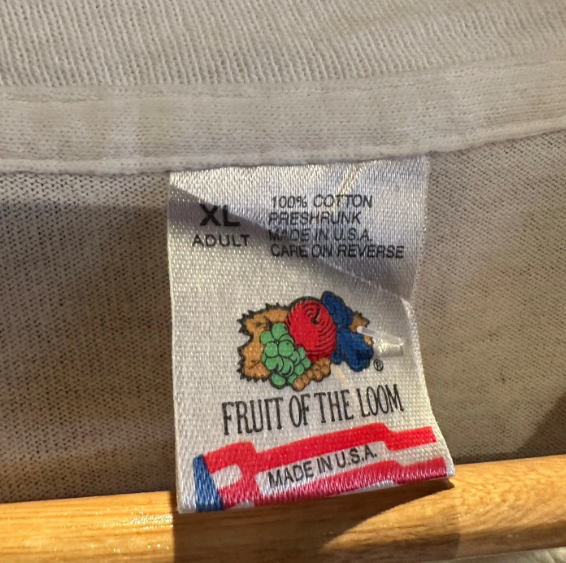 XL
ADULT
100% COTTON
PRESHRUNK
MADE IN U.S.A.
CARE ON REVERSE
®
FRUIT OF THE LOOM
MADE IN U.S.A.